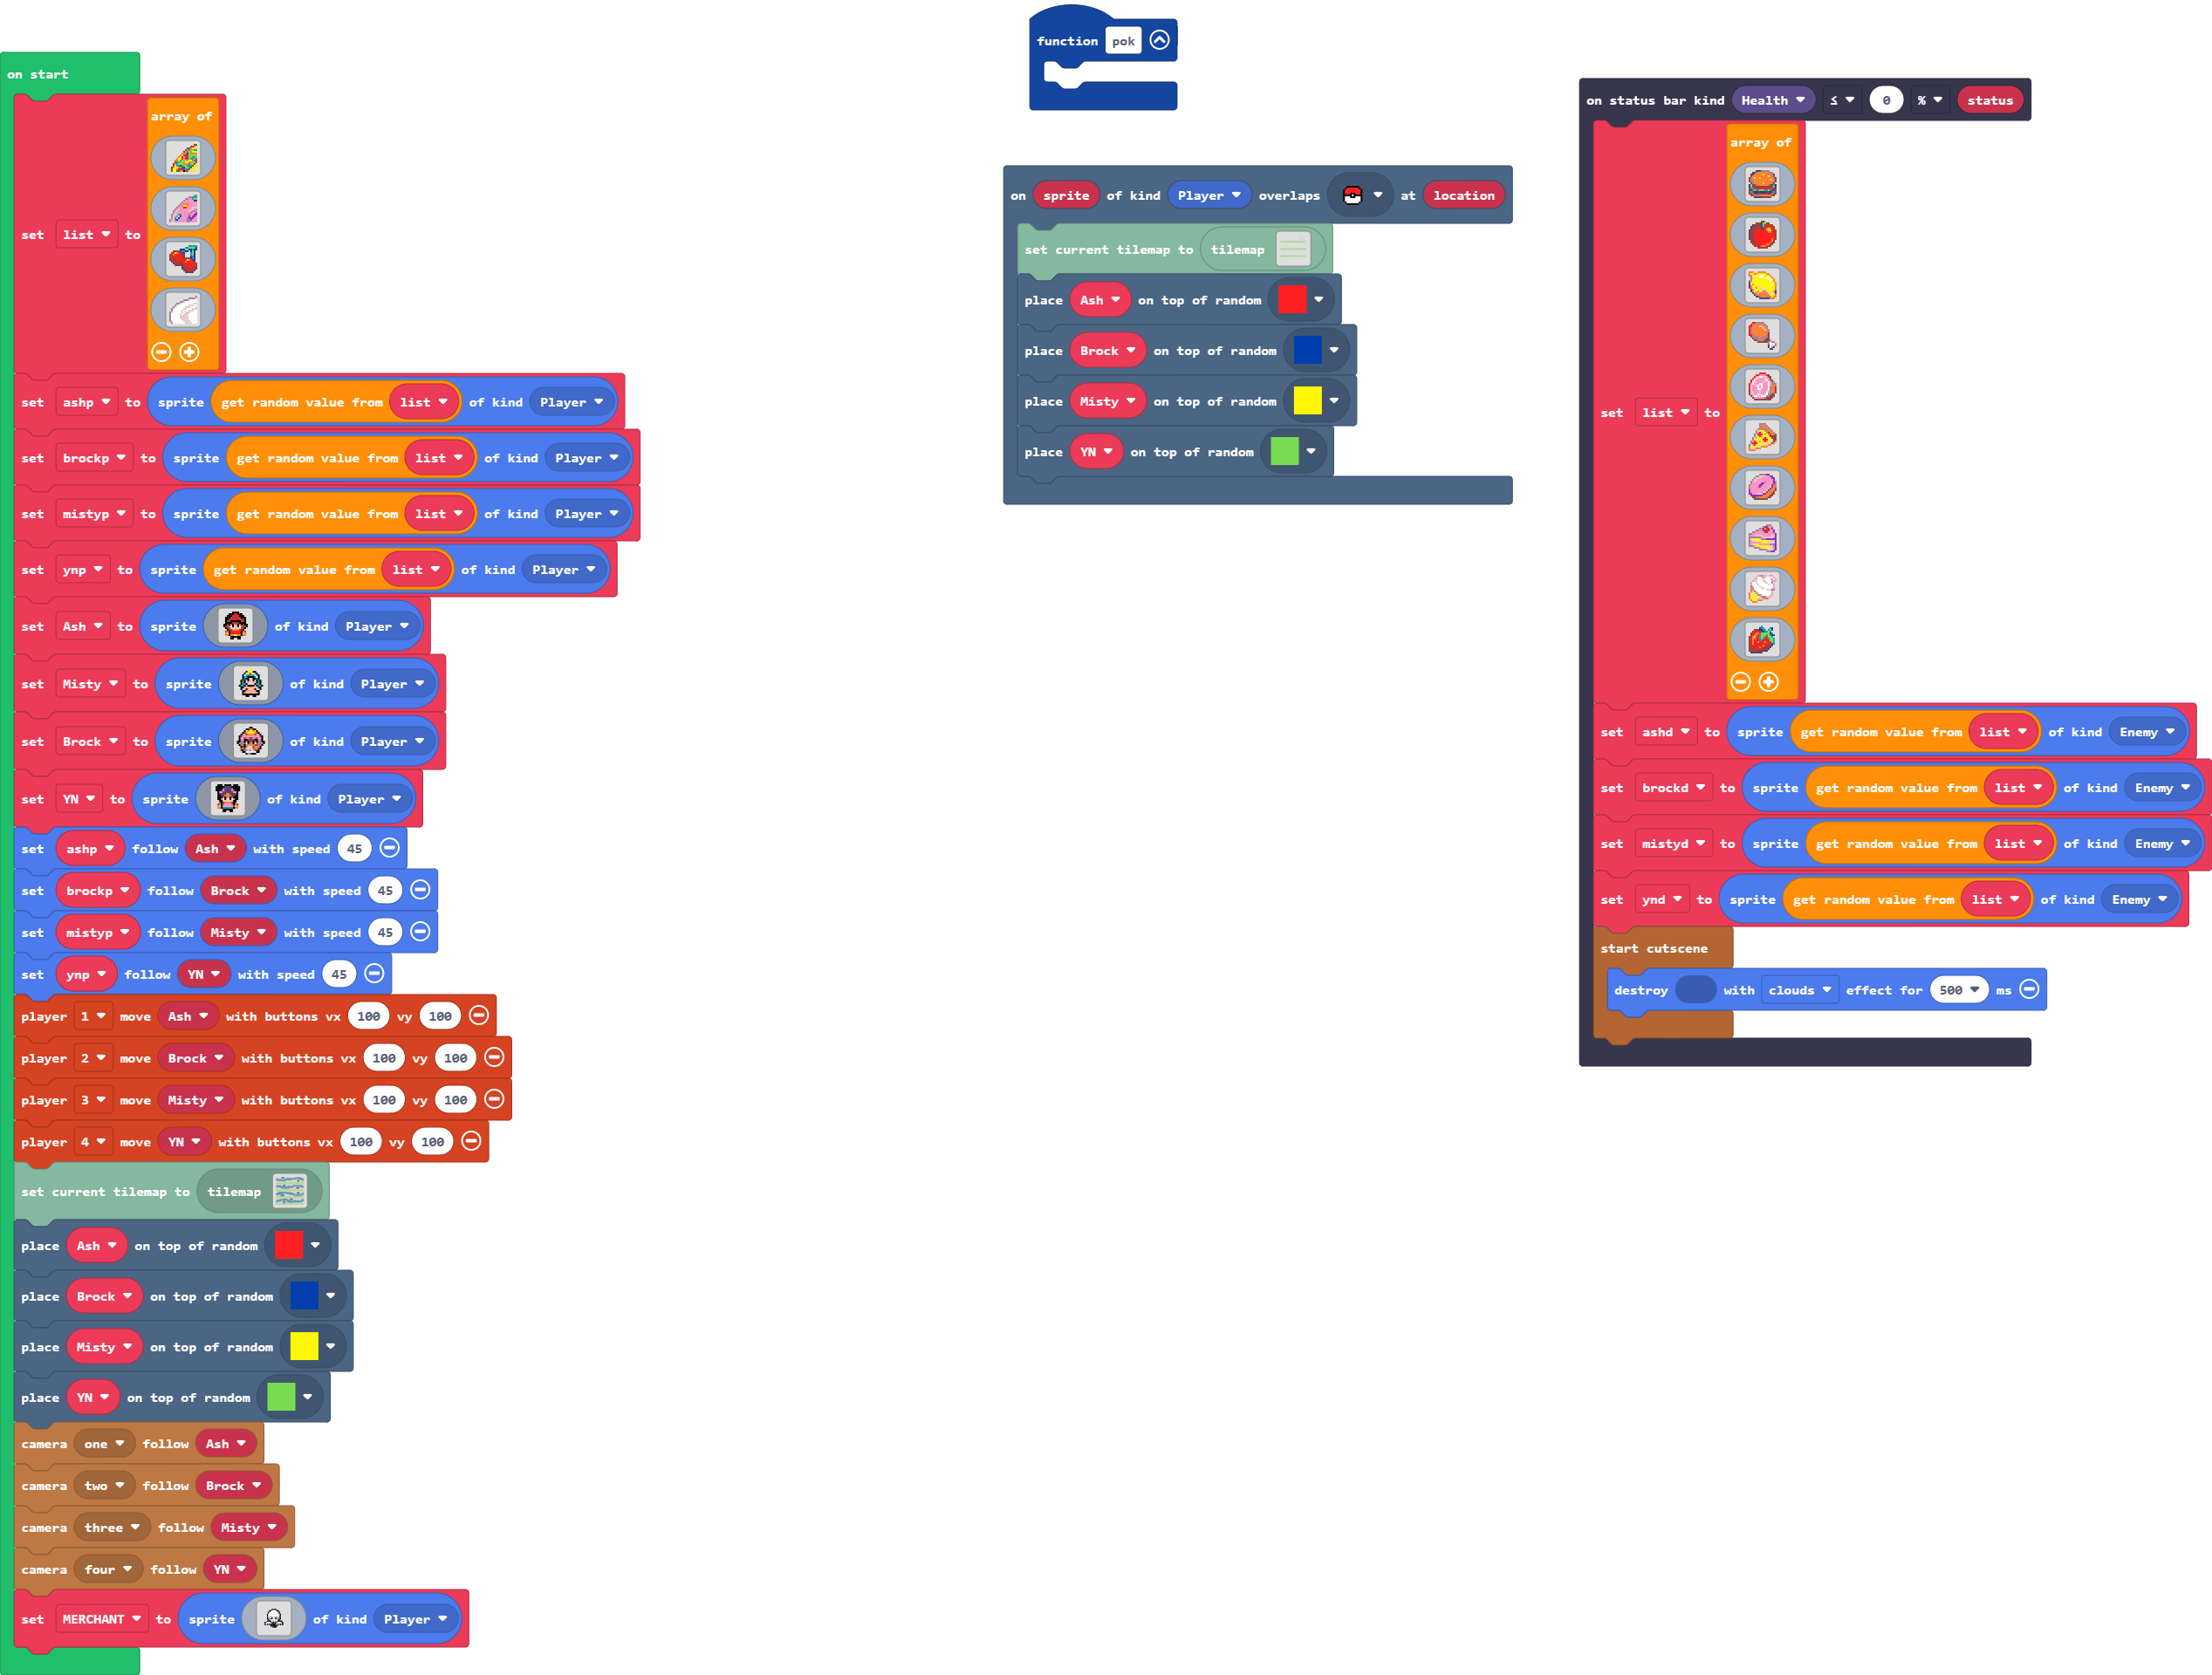 on start
array of
set list to
set ashp to sprite get random value from list of kind Player
set brockp to sprite get random value from list of kind Player
set mistyp to sprite get random value from list of kind Player
set ynp to sprite get random value from list of kind Player
set Ash to sprite of kind Player
set Misty to sprite of kind Player
set Brock to sprite of kind Player
set YN to sprite of kind Player
set ashp follow Ash with speed 45
set brockp follow Brock with speed 45
set mistyp follow Misty with speed 45
set ynp follow YN with speed 45
player 1 move Ash with buttons vx 100 vy 100
player 2 move Brock with buttons vx 100 vy 100
player 3 move Misty with buttons vx 100 vy 100
player 4 move YN with buttons vx 100 vy 100
set current tilemap to tilemap
place Ash on top of random
place Brock on top of random
place Misty on top of random
place YN on top of random
camera one follow Ash
camera two follow Brock
camera three follow Misty
camera four follow YN
set MERCHANT to sprite of kind Player
function pok
on sprite of kind Player overlaps at location
set current tilemap to tilemap
place Ash on top of random
place Brock on top of random
place Misty on top of random
place YN on top of random
on status bar kind Health ≤ 0 % status
array of
set list to
set ashd to sprite get random value from list of kind Enemy
set brockd to sprite get random value from list of kind Enemy
set mistyd to sprite get random value from list of kind Enemy
set ynd to sprite get random value from list of kind Enemy
start cutscene
destroy with clouds effect for 500 ms